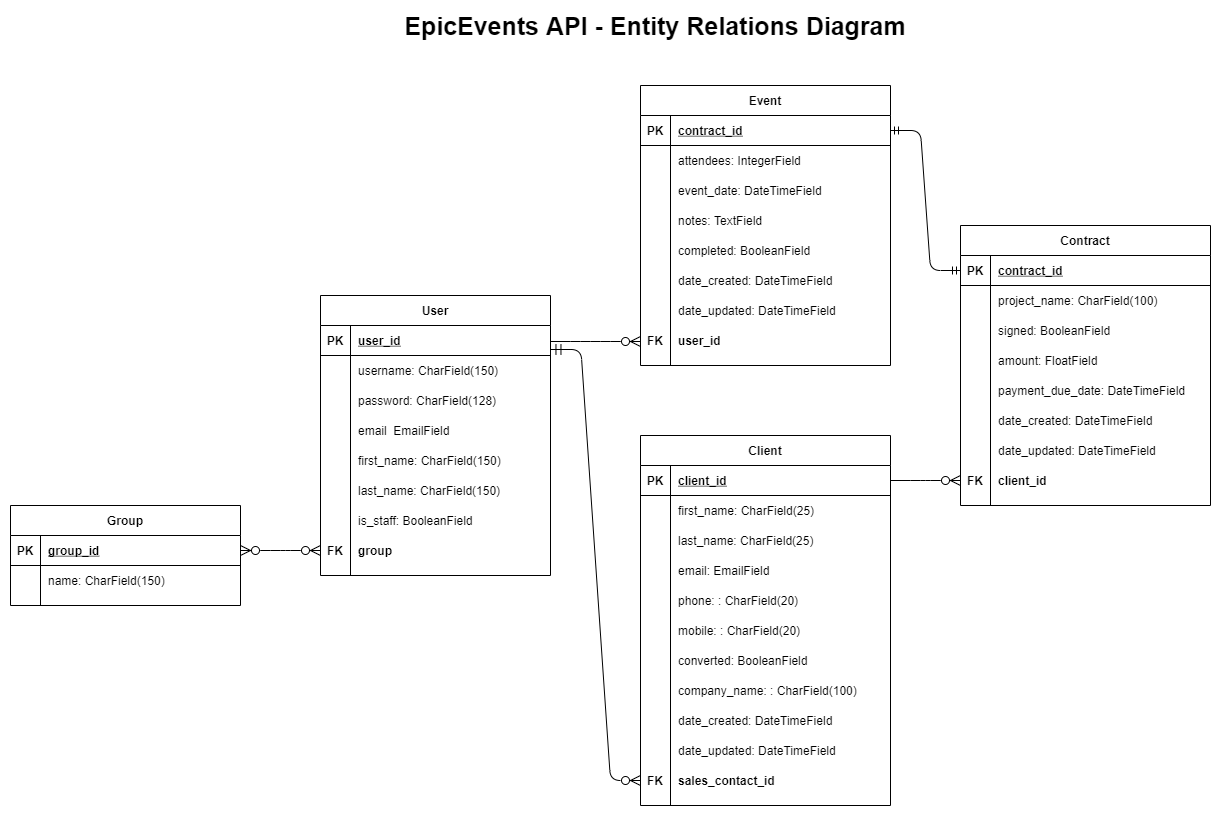 EpicEvents API - Entity Relations Diagram
Event
PK contract_id
attendees: IntegerField
event_date: DateTimeField
notes: TextField
completed: BooleanField
date_created: DateTimeField
date_updated: DateTimeField
FK user_id
Contract
PK contract_id
project_name: CharField(100)
signed: BooleanField
amount: FloatField
payment_due_date: DateTimeField
date_created: DateTimeField
date_updated: DateTimeField
FK client_id
User
PK user_id
username: CharField(150)
password: CharField(128)
email EmailField
first_name: CharField(150)
last_name: CharField(150)
is_staff: BooleanField
FK group
Client
PK client_id
first_name: CharField(25)
last_name: CharField(25)
email: EmailField
phone: : CharField(20)
mobile: : CharField(20)
converted: BooleanField
company_name: : CharField(100)
date_created: DateTimeField
date_updated: DateTimeField
FK sales_contact_id
Group
PK group_id
name: CharField(150)